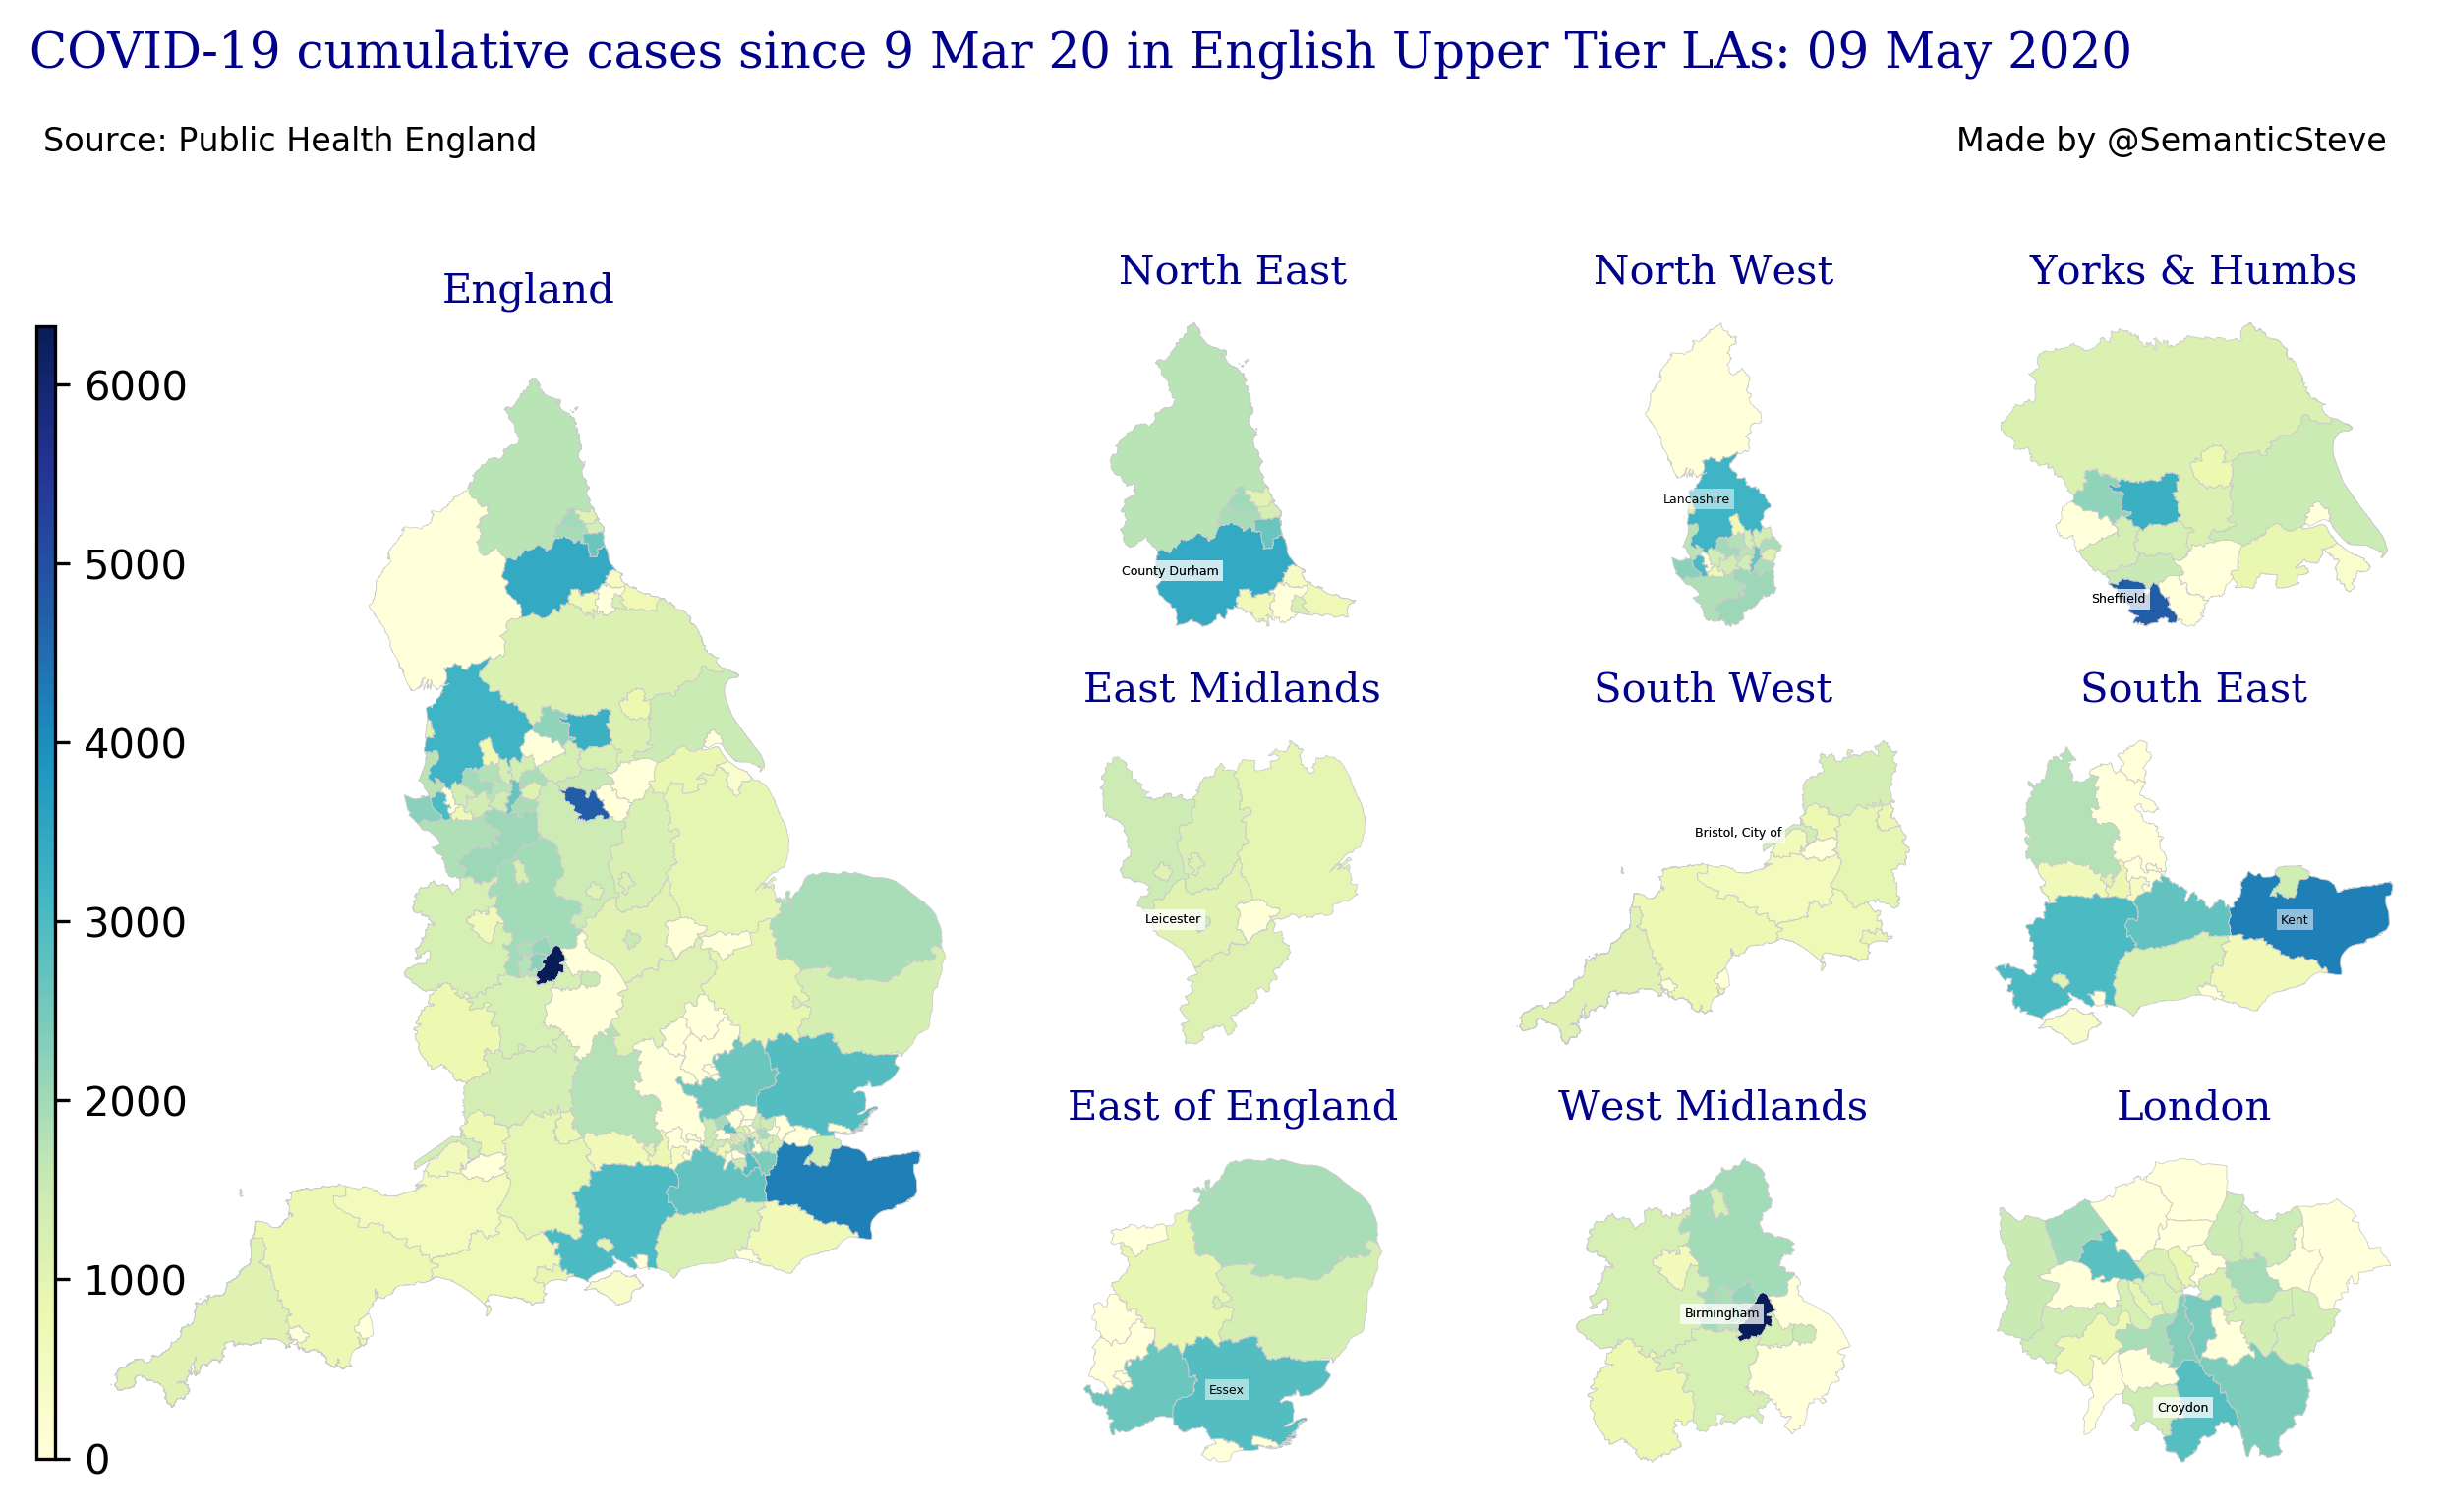 COVID-19 cumulative cases since 9 Mar 20 in English Upper Tier LAs: 09 May 2020
Source: Public Health England
Made by @SemanticSteve
England
6000
5000
4000
3000
2000
1000
0
North East
County Durham
North West
Lancashire
Yorks & Humbs
Sheffield
East Midlands
Leicester
South West
Bristol, City of
South East
Kent
East of England
Essex
West Midlands
Birmingham
London
Croydon